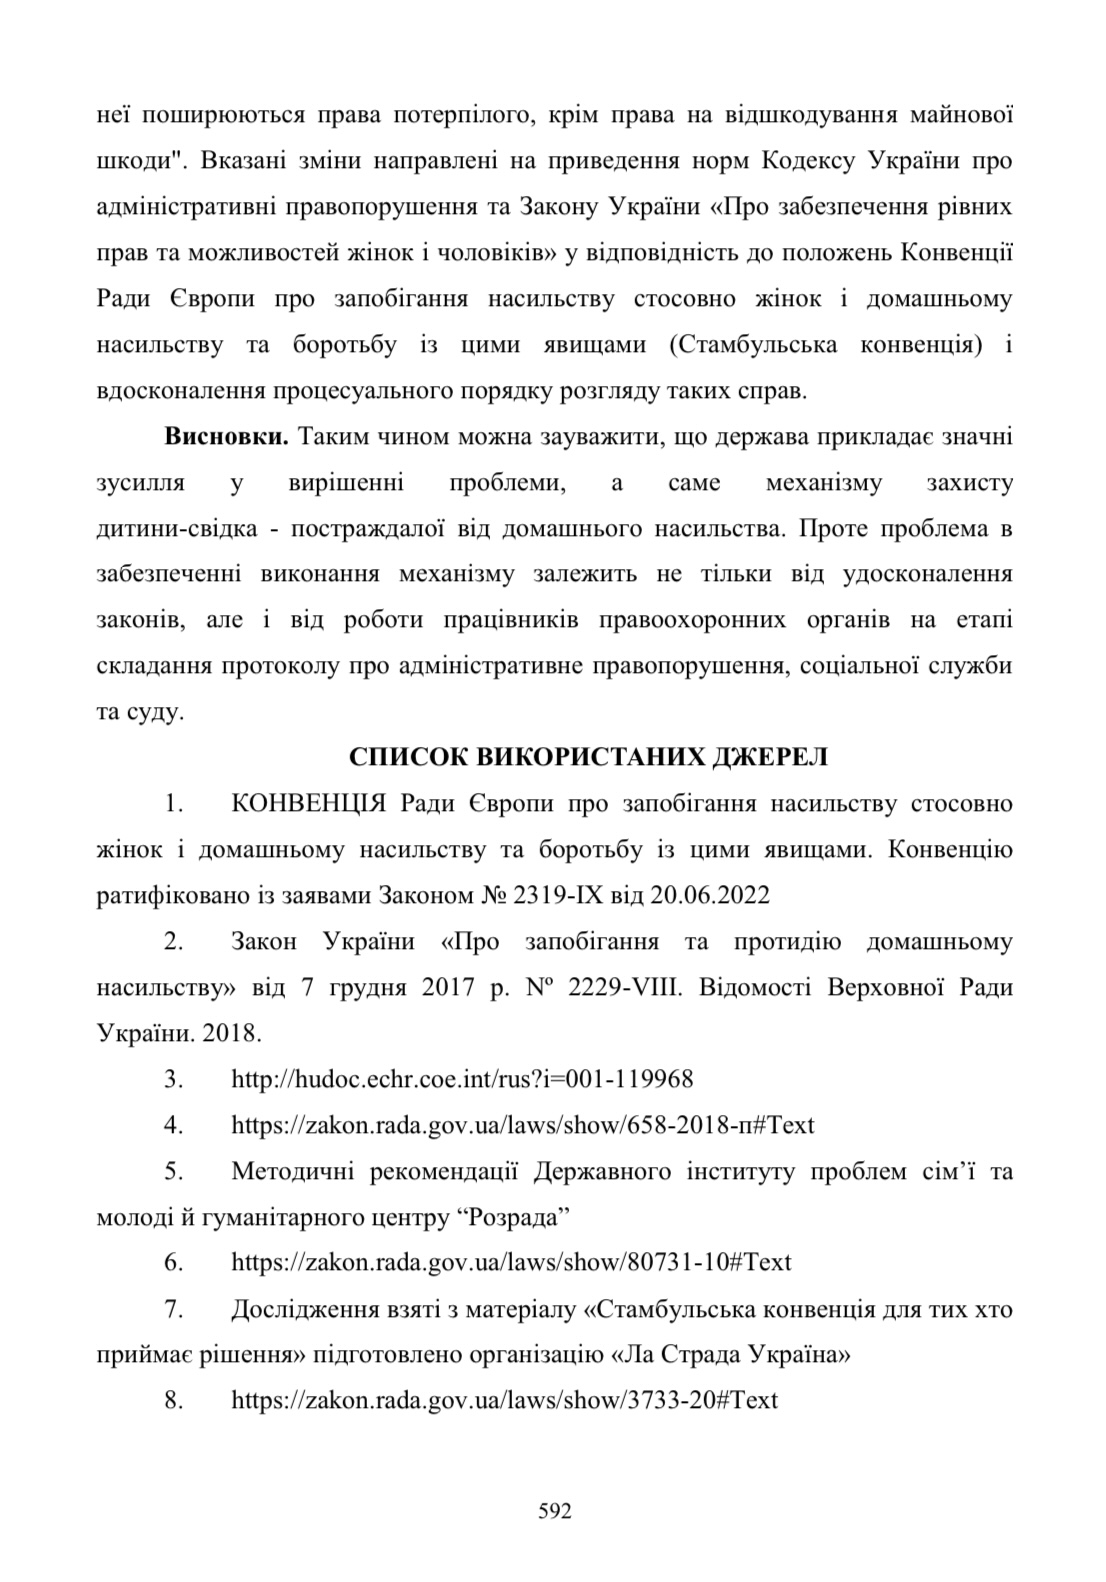 неї поширюються права потерпілого, крім права на відшкодування майнової
шкоди". Вказані зміни направлені на приведення норм Кодексу України про
адміністративні правопорушення та Закону України «Про забезпечення рівних
прав та можливостей жінок і чоловіків» у відповідність до положень Конвенції
Ради Європи про запобігання насильству стосовно жінок і домашньому
насильству та боротьбу із цими явищами (Стамбульська конвенція) і
вдосконалення процесуального порядку розгляду таких справ.
Висновки. Таким чином можна зауважити, що держава прикладає значні
зусилля у вирішенні проблеми, а саме механізму захисту
дитини-свідка - постраждалої від домашнього насильства. Проте проблема в
забезпеченні виконання механізму залежить не тільки від удосконалення
законів, але і від роботи працівників правоохоронних органів на етапі
складання протоколу про адміністративне правопорушення, соціальної служби
та суду.
СПИСОК ВИКОРИСТАНИХ ДЖЕРЕЛ
1. КОНВЕНЦІЯ Ради Європи про запобігання насильству стосовно
жінок і домашньому насильству та боротьбу із цими явищами. Конвенцію
ратифіковано із заявами Законом № 2319-IX від 20.06.2022
2. Закон України «Про запобігання та протидію домашньому
насильству» від 7 грудня 2017 р. Nº 2229-VIII. Відомості Верховної Ради
України. 2018.
3. http://hudoc.echr.coe.int/rus?i=001-119968
4. https://zakon.rada.gov.ua/laws/show/658-2018-п#Text
5. Методичні рекомендації Державного інституту проблем сім’ї та
молоді й гуманітарного центру “Розрада”
6. https://zakon.rada.gov.ua/laws/show/80731-10#Text
7. Дослідження взяті з матеріалу «Стамбульська конвенція для тих хто
приймає рішення» підготовлено організацію «Ла Страда Україна»
8. https://zakon.rada.gov.ua/laws/show/3733-20#Text
592